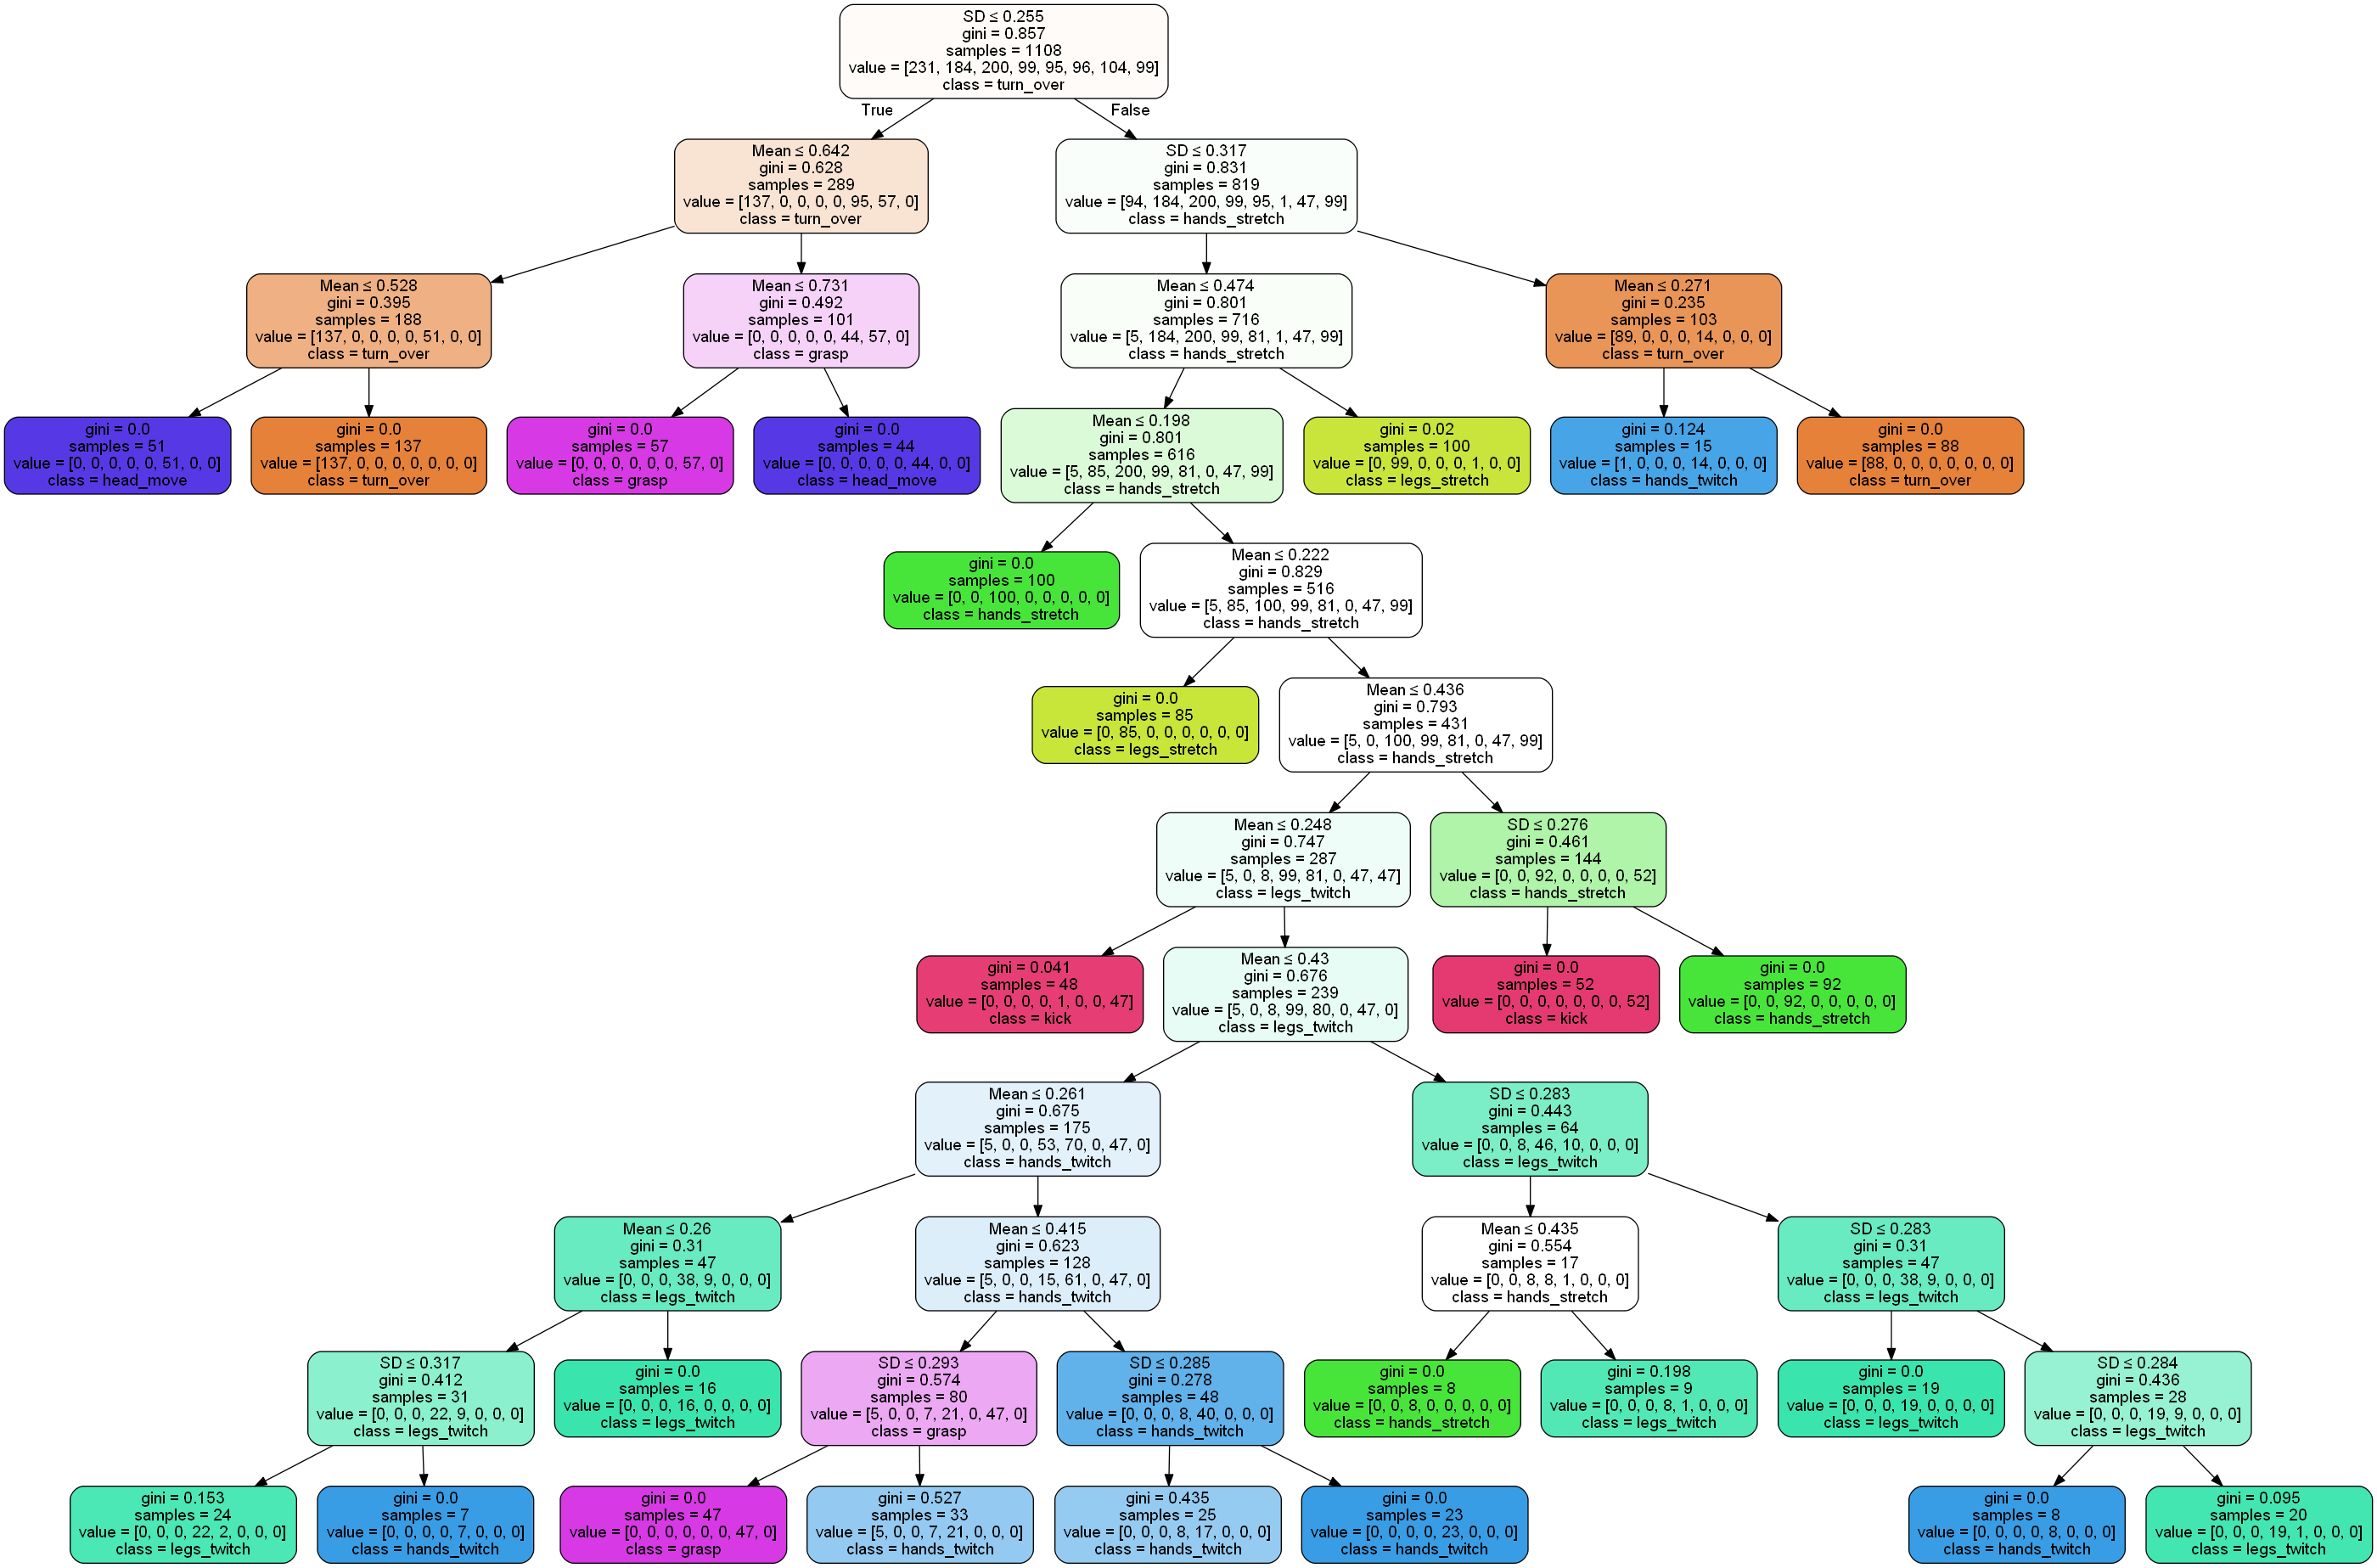 SD ≤ 0.255
gini = 0.857
samples = 1108
value = [231, 184, 200, 99, 95, 96, 104, 99]
class = turn_over
True
False
Mean ≤ 0.642
gini = 0.628
samples = 289
value = [137, 0, 0, 0, 0, 95, 57, 0]
class = turn_over
SD ≤ 0.317
gini = 0.831
samples = 819
value = [94, 184, 200, 99, 95, 1, 47, 99]
class = hands_stretch
Mean ≤ 0.528
gini = 0.395
samples = 188
value = [137, 0, 0, 0, 0, 51, 0, 0]
class = turn_over
Mean ≤ 0.731
gini = 0.492
samples = 101
value = [0, 0, 0, 0, 0, 44, 57, 0]
class = grasp
Mean ≤ 0.474
gini = 0.801
samples = 716
value = [5, 184, 200, 99, 81, 1, 47, 99]
class = hands_stretch
Mean ≤ 0.271
gini = 0.235
samples = 103
value = [89, 0, 0, 0, 14, 0, 0, 0]
class = turn_over
gini = 0.0
samples = 51
value = [0, 0, 0, 0, 0, 51, 0, 0]
class = head_move
gini = 0.0
samples = 137
value = [137, 0, 0, 0, 0, 0, 0, 0]
class = turn_over
gini = 0.0
samples = 57
value = [0, 0, 0, 0, 0, 0, 57, 0]
class = grasp
gini = 0.0
samples = 44
value = [0, 0, 0, 0, 0, 44, 0, 0]
class = head_move
Mean ≤ 0.198
gini = 0.801
samples = 616
value = [5, 85, 200, 99, 81, 0, 47, 99]
class = hands_stretch
gini = 0.02
samples = 100
value = [0, 99, 0, 0, 0, 1, 0, 0]
class = legs_stretch
gini = 0.124
samples = 15
value = [1, 0, 0, 0, 14, 0, 0, 0]
class = hands_twitch
gini = 0.0
samples = 88
value = [88, 0, 0, 0, 0, 0, 0, 0]
class = turn_over
gini = 0.0
samples = 100
value = [0, 0, 100, 0, 0, 0, 0, 0]
class = hands_stretch
Mean ≤ 0.222
gini = 0.829
samples = 516
value = [5, 85, 100, 99, 81, 0, 47, 99]
class = hands_stretch
gini = 0.0
samples = 85
value = [0, 85, 0, 0, 0, 0, 0, 0]
class = legs_stretch
Mean ≤ 0.436
gini = 0.793
samples = 431
value = [5, 0, 100, 99, 81, 0, 47, 99]
class = hands_stretch
Mean ≤ 0.248
gini = 0.747
samples = 287
value = [5, 0, 8, 99, 81, 0, 47, 47]
class = legs_twitch
SD ≤ 0.276
gini = 0.461
samples = 144
value = [0, 0, 92, 0, 0, 0, 0, 52]
class = hands_stretch
gini = 0.041
samples = 48
value = [0, 0, 0, 0, 1, 0, 0, 47]
class = kick
Mean ≤ 0.43
gini = 0.676
samples = 239
value = [5, 0, 8, 99, 80, 0, 47, 0]
class = legs_twitch
gini = 0.0
samples = 52
value = [0, 0, 0, 0, 0, 0, 0, 52]
class = kick
gini = 0.0
samples = 92
value = [0, 0, 92, 0, 0, 0, 0, 0]
class = hands_stretch
Mean ≤ 0.261
gini = 0.675
samples = 175
value = [5, 0, 0, 53, 70, 0, 47, 0]
class = hands_twitch
SD ≤ 0.283
gini = 0.443
samples = 64
value = [0, 0, 8, 46, 10, 0, 0, 0]
class = legs_twitch
Mean ≤ 0.26
gini = 0.31
samples = 47
value = [0, 0, 0, 38, 9, 0, 0, 0]
class = legs_twitch
Mean ≤ 0.415
gini = 0.623
samples = 128
value = [5, 0, 0, 15, 61, 0, 47, 0]
class = hands_twitch
Mean ≤ 0.435
gini = 0.554
samples = 17
value = [0, 0, 8, 8, 1, 0, 0, 0]
class = hands_stretch
SD ≤ 0.283
gini = 0.31
samples = 47
value = [0, 0, 0, 38, 9, 0, 0, 0]
class = legs_twitch
SD ≤ 0.317
gini = 0.412
samples = 31
value = [0, 0, 0, 22, 9, 0, 0, 0]
class = legs_twitch
gini = 0.0
samples = 16
value = [0, 0, 0, 16, 0, 0, 0, 0]
class = legs_twitch
SD ≤ 0.293
gini = 0.574
samples = 80
value = [5, 0, 0, 7, 21, 0, 47, 0]
class = grasp
SD ≤ 0.285
gini = 0.278
samples = 48
value = [0, 0, 0, 8, 40, 0, 0, 0]
class = hands_twitch
gini = 0.0
samples = 8
value = [0, 0, 8, 0, 0, 0, 0, 0]
class = hands_stretch
gini = 0.198
samples = 9
value = [0, 0, 0, 8, 1, 0, 0, 0]
class = legs_twitch
gini = 0.0
samples = 19
value = [0, 0, 0, 19, 0, 0, 0, 0]
class = legs_twitch
SD ≤ 0.284
gini = 0.436
samples = 28
value = [0, 0, 0, 19, 9, 0, 0, 0]
class = legs_twitch
gini = 0.153
samples = 24
value = [0, 0, 0, 22, 2, 0, 0, 0]
class = legs_twitch
gini = 0.0
samples = 7
value = [0, 0, 0, 0, 7, 0, 0, 0]
class = hands_twitch
gini = 0.0
samples = 47
value = [0, 0, 0, 0, 0, 0, 47, 0]
class = grasp
gini = 0.527
samples = 33
value = [5, 0, 0, 7, 21, 0, 0, 0]
class = hands_twitch
gini = 0.435
samples = 25
value = [0, 0, 0, 8, 17, 0, 0, 0]
class = hands_twitch
gini = 0.0
samples = 23
value = [0, 0, 0, 0, 23, 0, 0, 0]
class = hands_twitch
gini = 0.0
samples = 8
value = [0, 0, 0, 0, 8, 0, 0, 0]
class = hands_twitch
gini = 0.095
samples = 20
value = [0, 0, 0, 19, 1, 0, 0, 0]
class = legs_twitch